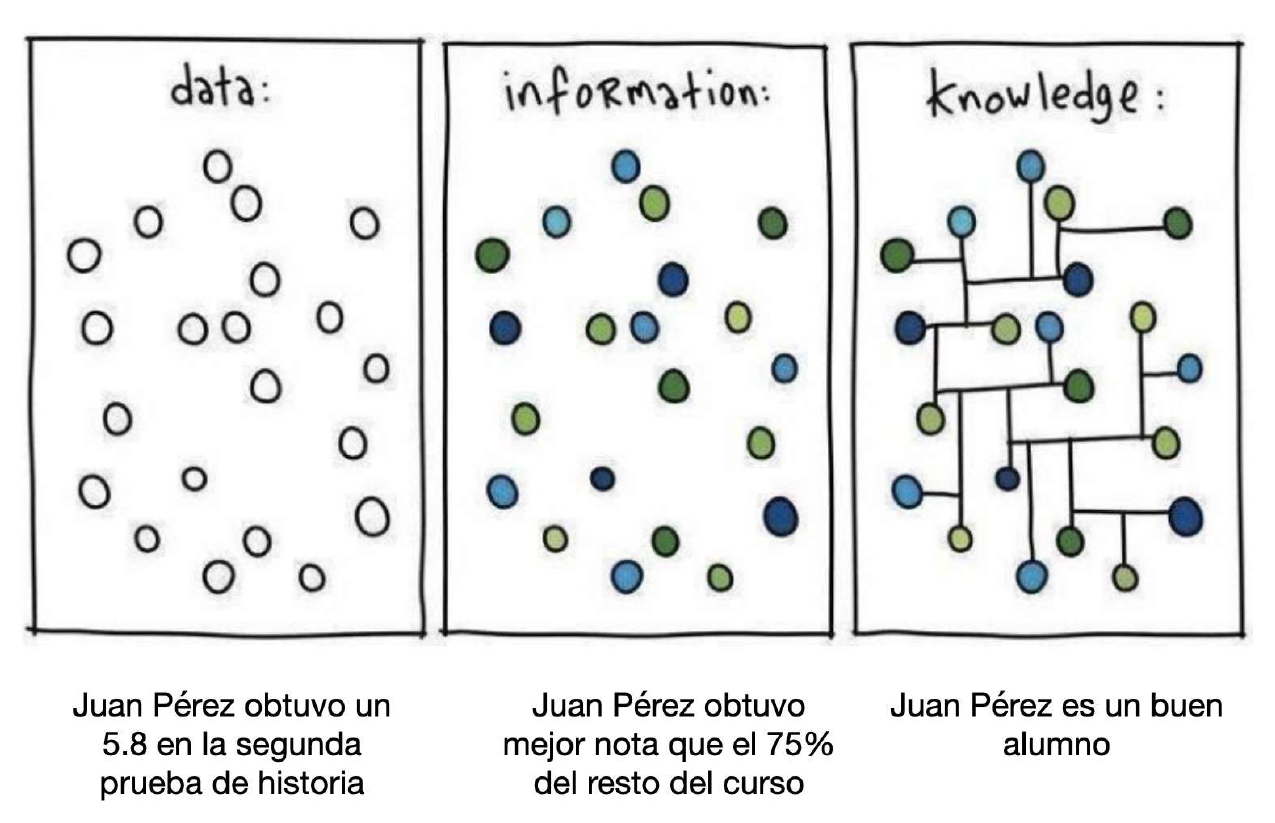 data:
information:
knowledge:
Juan Pérez obtuvo un
5.8 en la segunda
prueba de historia
Juan Pérez obtuvo
mejor nota que el 75%
del resto del curso
Juan Pérez es un buen
alumno